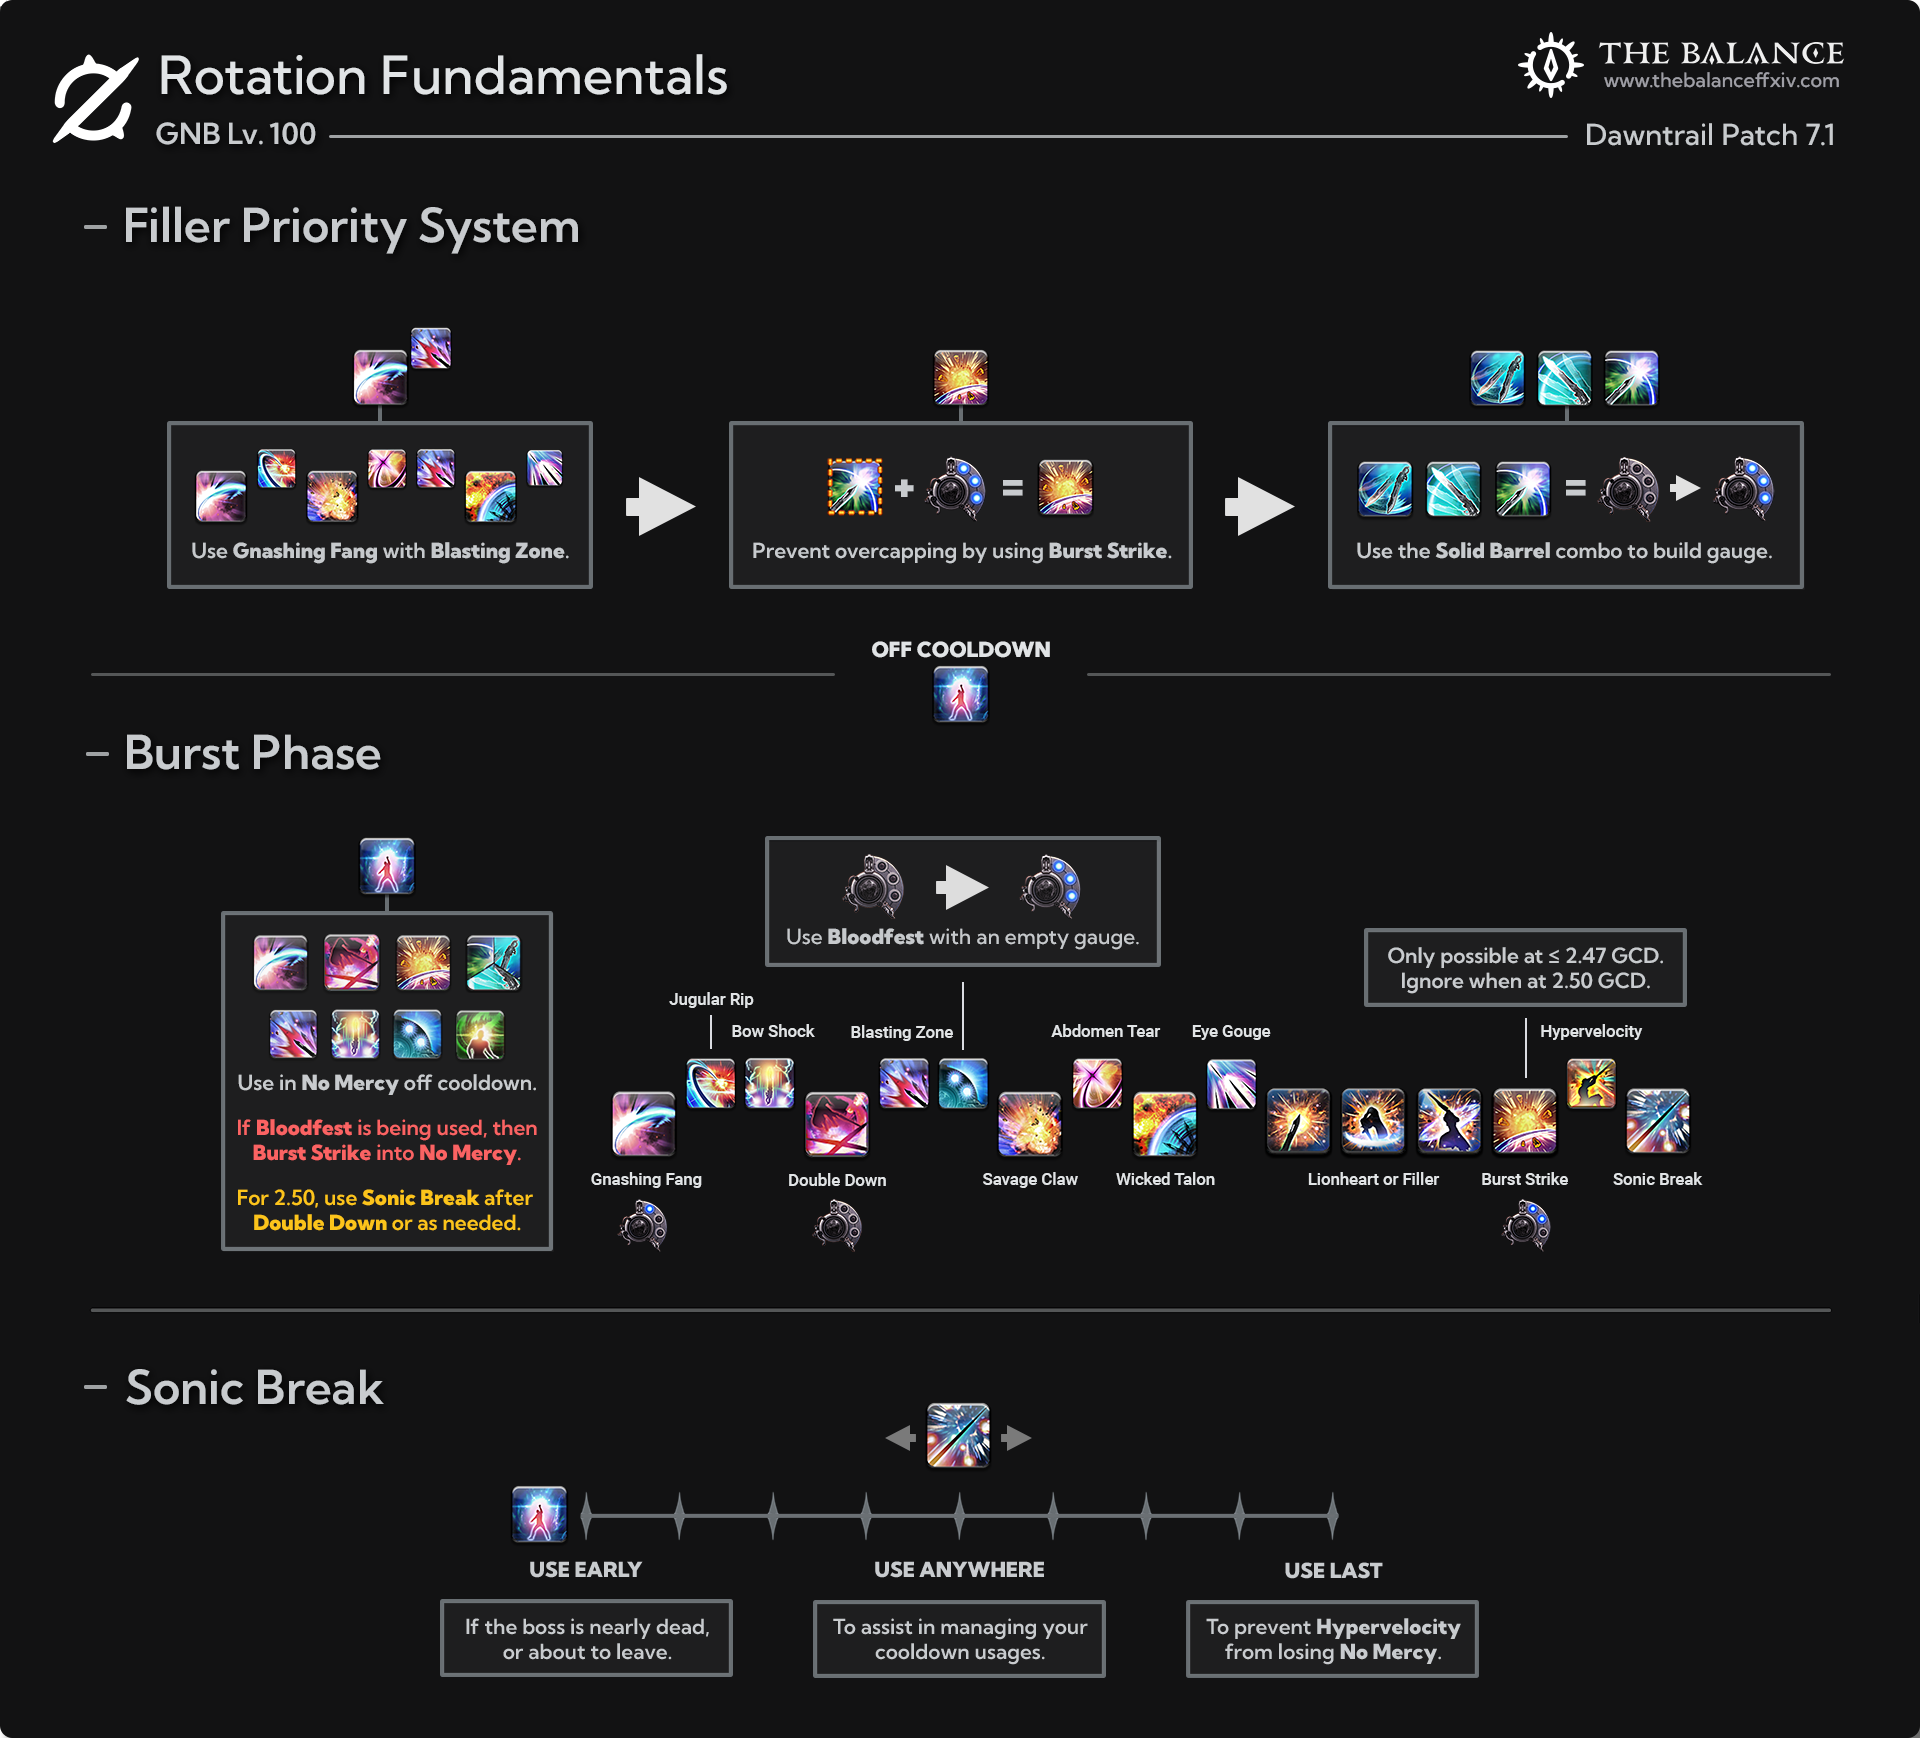 Rotation Fundamentals
THE BALANCE
www.thebalanceffxiv.com
GNB Lv. 100
Dawntrail Patch 7.1
– Filler Priority System
Use Gnashing Fang with Blasting Zone.
Prevent overcapping by using Burst Strike.
Use the Solid Barrel combo to build gauge.
OFF COOLDOWN
– Burst Phase
Use in No Mercy off cooldown.
If Bloodfest is being used, then
Burst Strike into No Mercy.
For 2.50, use Sonic Break after
Double Down or as needed.
Use Bloodfest with an empty gauge.
Only possible at ≤ 2.47 GCD.
Ignore when at 2.50 GCD.
Jugular Rip
Bow Shock
Blasting Zone
Abdomen Tear
Eye Gouge
Hypervelocity
Gnashing Fang
Double Down
Savage Claw
Wicked Talon
Lionheart or Filler
Burst Strike
Sonic Break
– Sonic Break
USE EARLY
USE ANYWHERE
USE LAST
If the boss is nearly dead,
or about to leave.
To assist in managing your
cooldown usages.
To prevent Hypervelocity
from losing No Mercy.